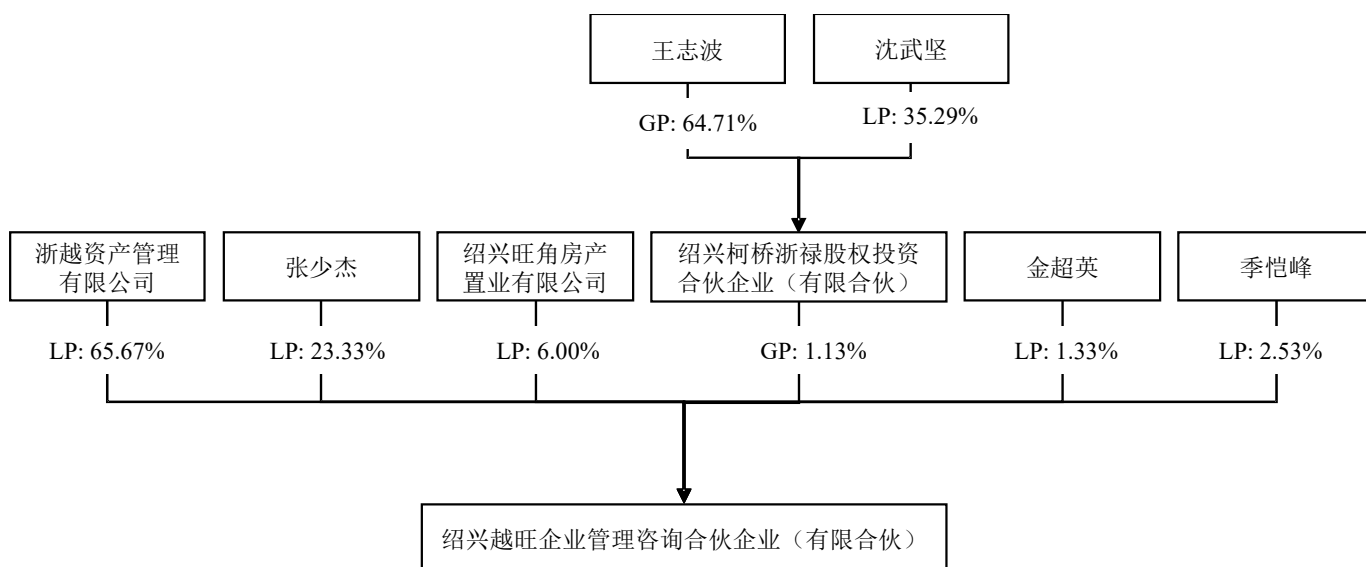 王志波
沈武坚
GP: 64.71%
LP: 35.29%
浙越资产管理
有限公司
张少杰
绍兴旺角房产
置业有限公司
绍兴柯桥浙禄股权投资
合伙企业（有限合伙）
金超英
季恺峰
LP: 65.67%
LP: 23.33%
LP: 6.00%
GP: 1.13%
LP: 1.33%
LP: 2.53%
绍兴越旺企业管理咨询合伙企业（有限合伙）